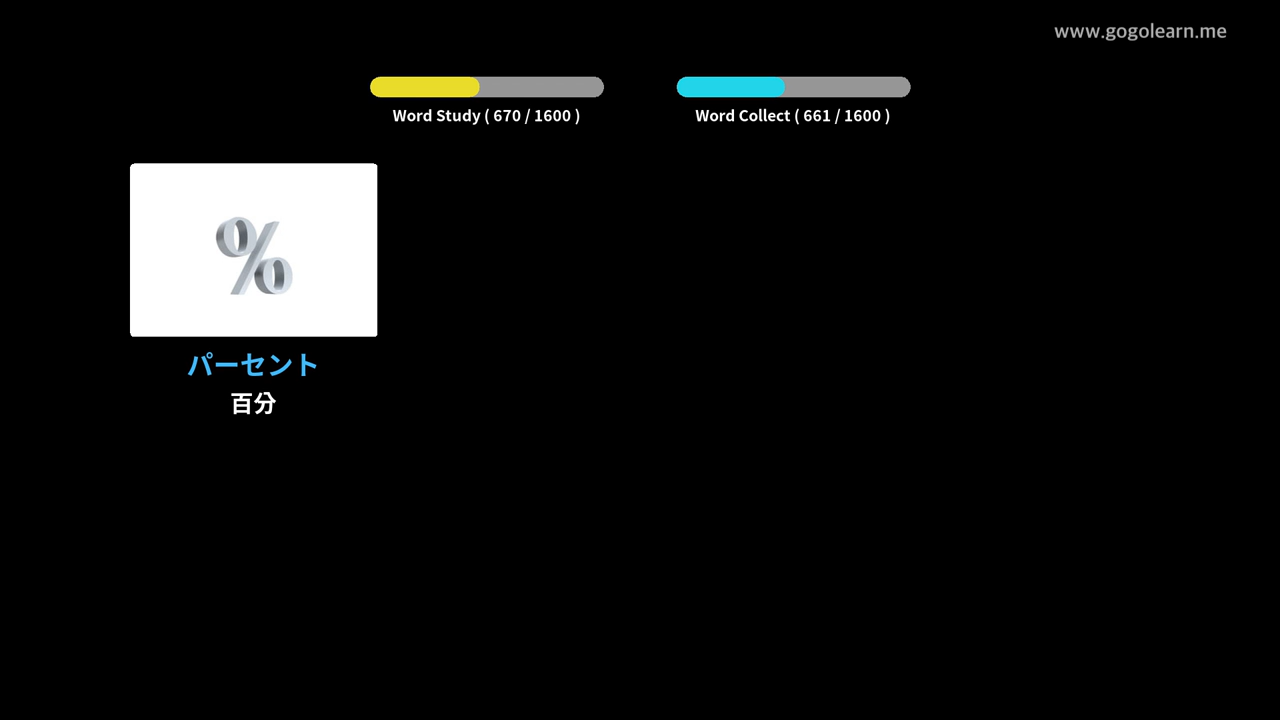 www.gogolearn.me
Word Study ( 670 / 1600 )
Word Collect ( 661 / 1600 )
%
パーセント
百分